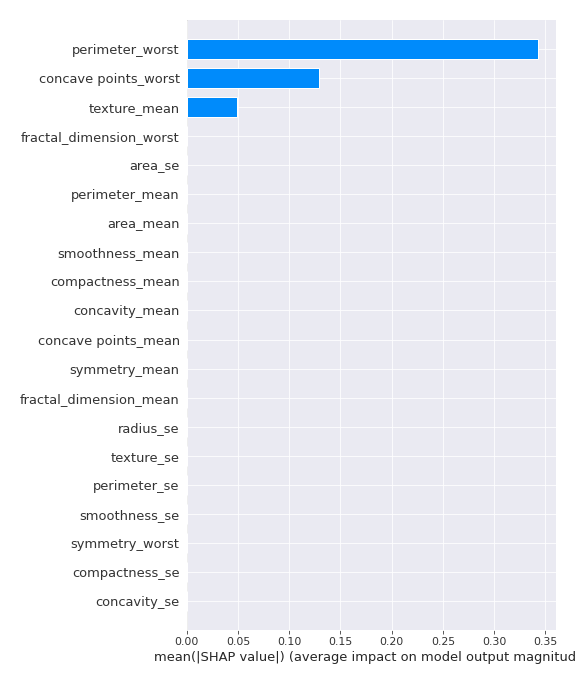 perimeter_worst
concave points_worst
texture_mean
fractal_dimension_worst
area_se
perimeter_mean
area_mean
smoothness_mean
compactness_mean
concavity_mean
concave points_mean
symmetry_mean
fractal_dimension_mean
radius_se
texture_se
perimeter_se
smoothness_se
symmetry_worst
compactness_se
concavity_se
0.00 0.05 0.10 0.15 0.20 0.25 0.30 0.35
mean(|SHAP value|) (average impact on model output magnitud